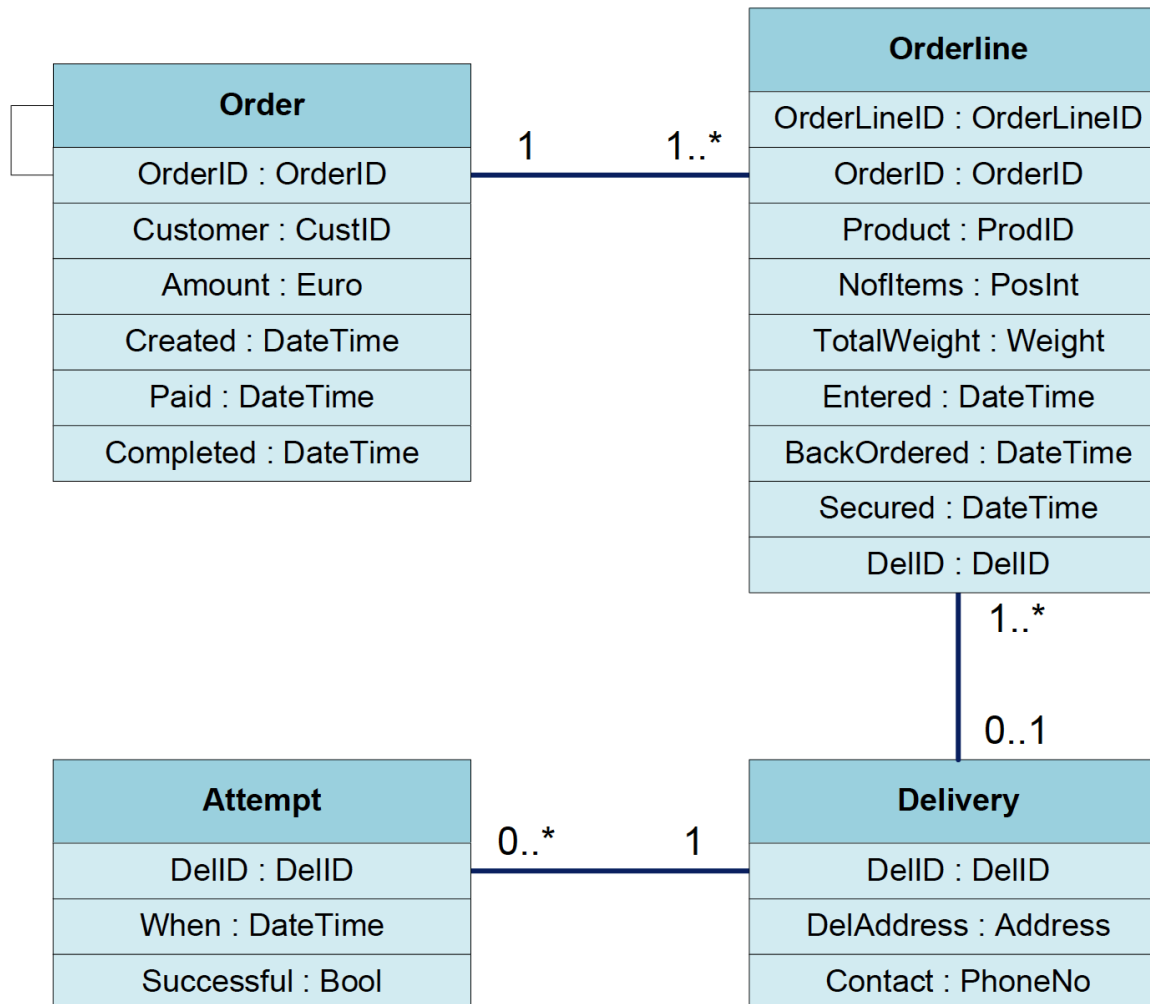 Order
OrderID : OrderID
Customer : CustID
Amount : Euro
Created : DateTime
Paid : DateTime
Completed : DateTime
1
1..*
Orderline
OrderLineID : OrderLineID
OrderID : OrderID
Product : ProdID
NofItems : PosInt
TotalWeight : Weight
Entered : DateTime
BackOrdered : DateTime
Secured : DateTime
DelID : DelID
1..*
0..1
Attempt
DelID : DelID
When : DateTime
Successful : Bool
0..*
1
Delivery
DelID : DelID
DelAddress : Address
Contact : PhoneNo